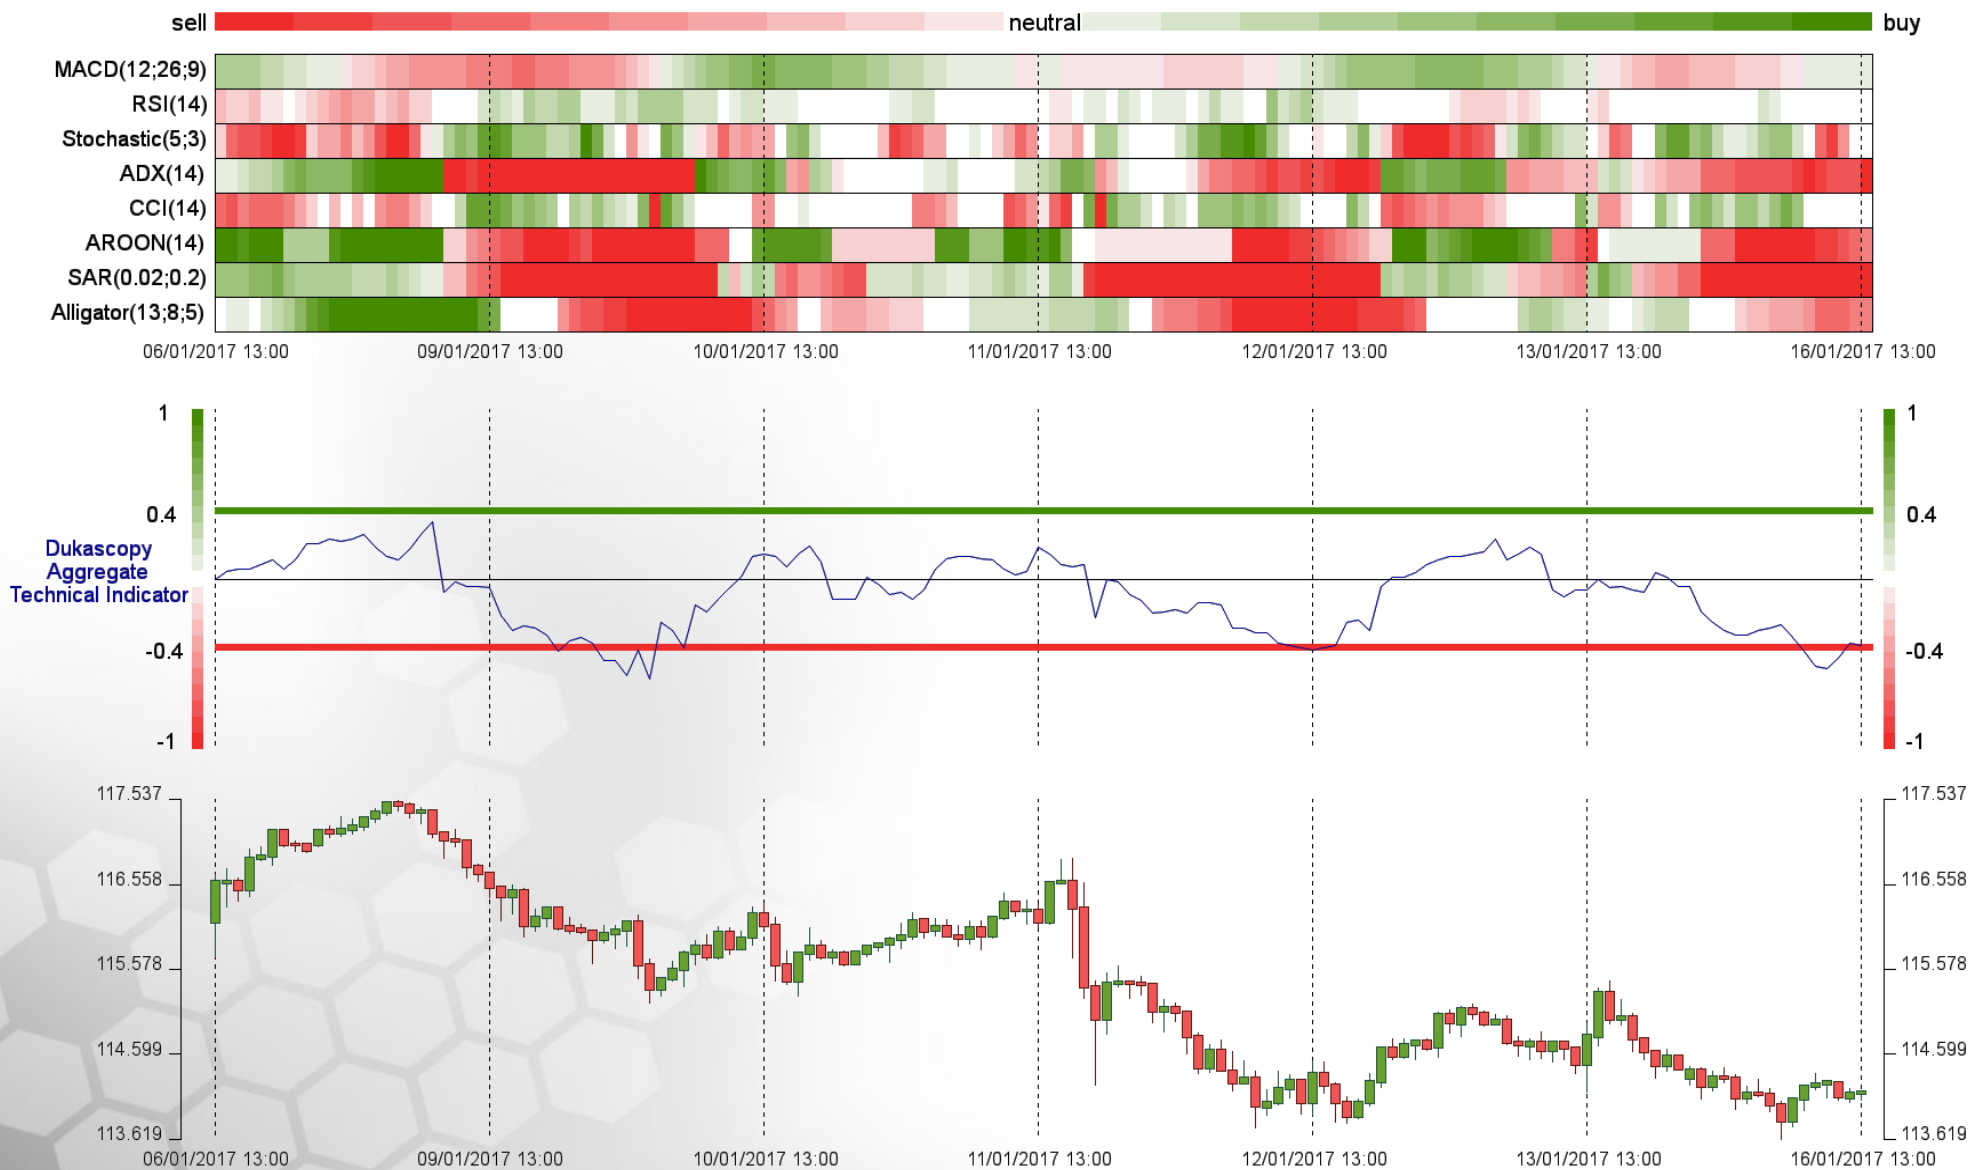 sell neutral buy
MACD(12;26;9)
RSI(14)
Stochastic(5;3)
ADX(14)
CCI(14)
AROON(14)
SAR(0.02;0.2)
Alligator(13;8;5)
06/01/2017 13:00 09/01/2017 13:00 10/01/2017 13:00 11/01/2017 13:00 12/01/2017 13:00 13/01/2017 13:00 16/01/2017 13:00
1 1
0.4 0.4
Dukascopy
Aggregate
Technical Indicator
-0.4 -0.4
-1 -1
117.537 117.537
116.558 116.558
115.578 115.578
114.599 114.599
113.619 113.619
06/01/2017 13:00 09/01/2017 13:00 10/01/2017 13:00 11/01/2017 13:00 12/01/2017 13:00 13/01/2017 13:00 16/01/2017 13:00